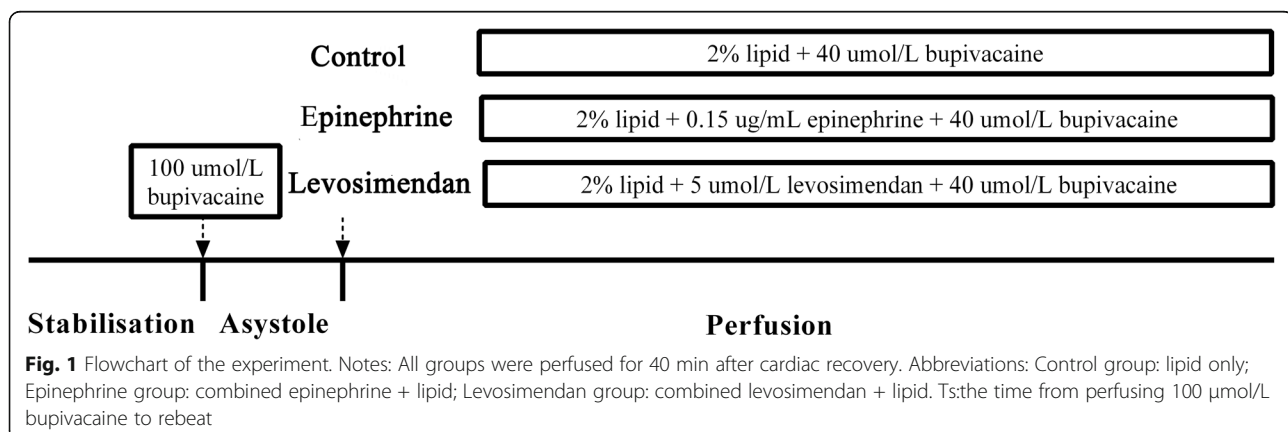 Control
2% lipid + 40 umol/L bupivacaine
Epinephrine
2% lipid + 0.15 ug/mL epinephrine + 40 umol/L bupivacaine
100 umol/L
bupivacaine
Levosimendan
2% lipid + 5 umol/L levosimendan + 40 umol/L bupivacaine
Stabilisation Asystole Perfusion
Fig. 1 Flowchart of the experiment. Notes: All groups were perfused for 40 min after cardiac recovery. Abbreviations: Control group: lipid only;
Epinephrine group: combined epinephrine + lipid; Levosimendan group: combined levosimendan + lipid. Ts:the time from perfusing 100 μmol/L
bupivacaine to rebeat